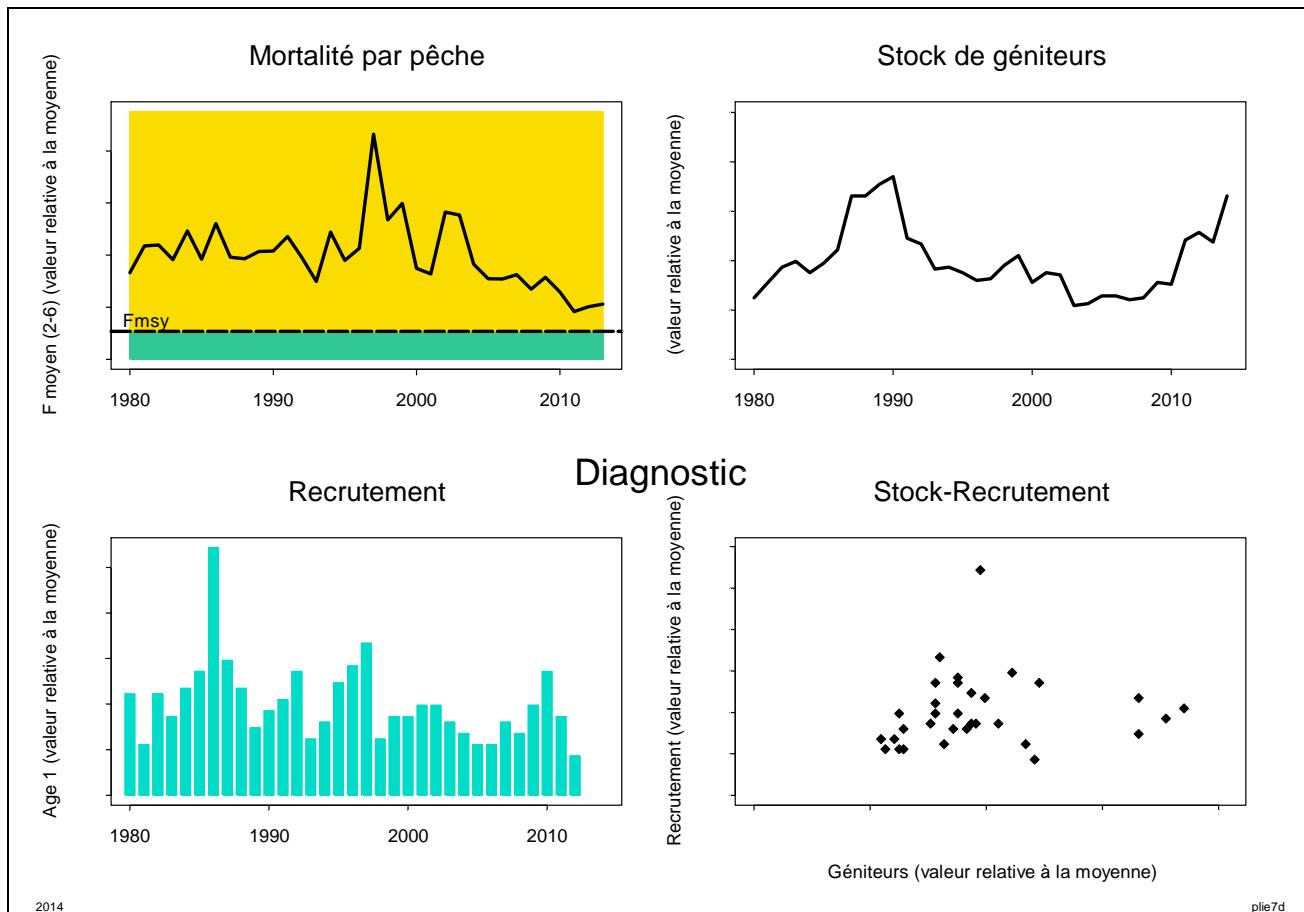 Mortalité par pêche
F moyen (2-6) (valeur relative à la moyenne)
Fmsy
1980 1990 2000 2010
Stock de géniteurs
(valeur relative à la moyenne)
1980 1990 2000 2010
Diagnostic
Recrutement
Age 1 (valeur relative à la moyenne)
1980 1990 2000 2010
Stock-Recrutement
Recrutement (valeur relative à la moyenne)
Géniteurs (valeur relative à la moyenne)
2014
plie7d